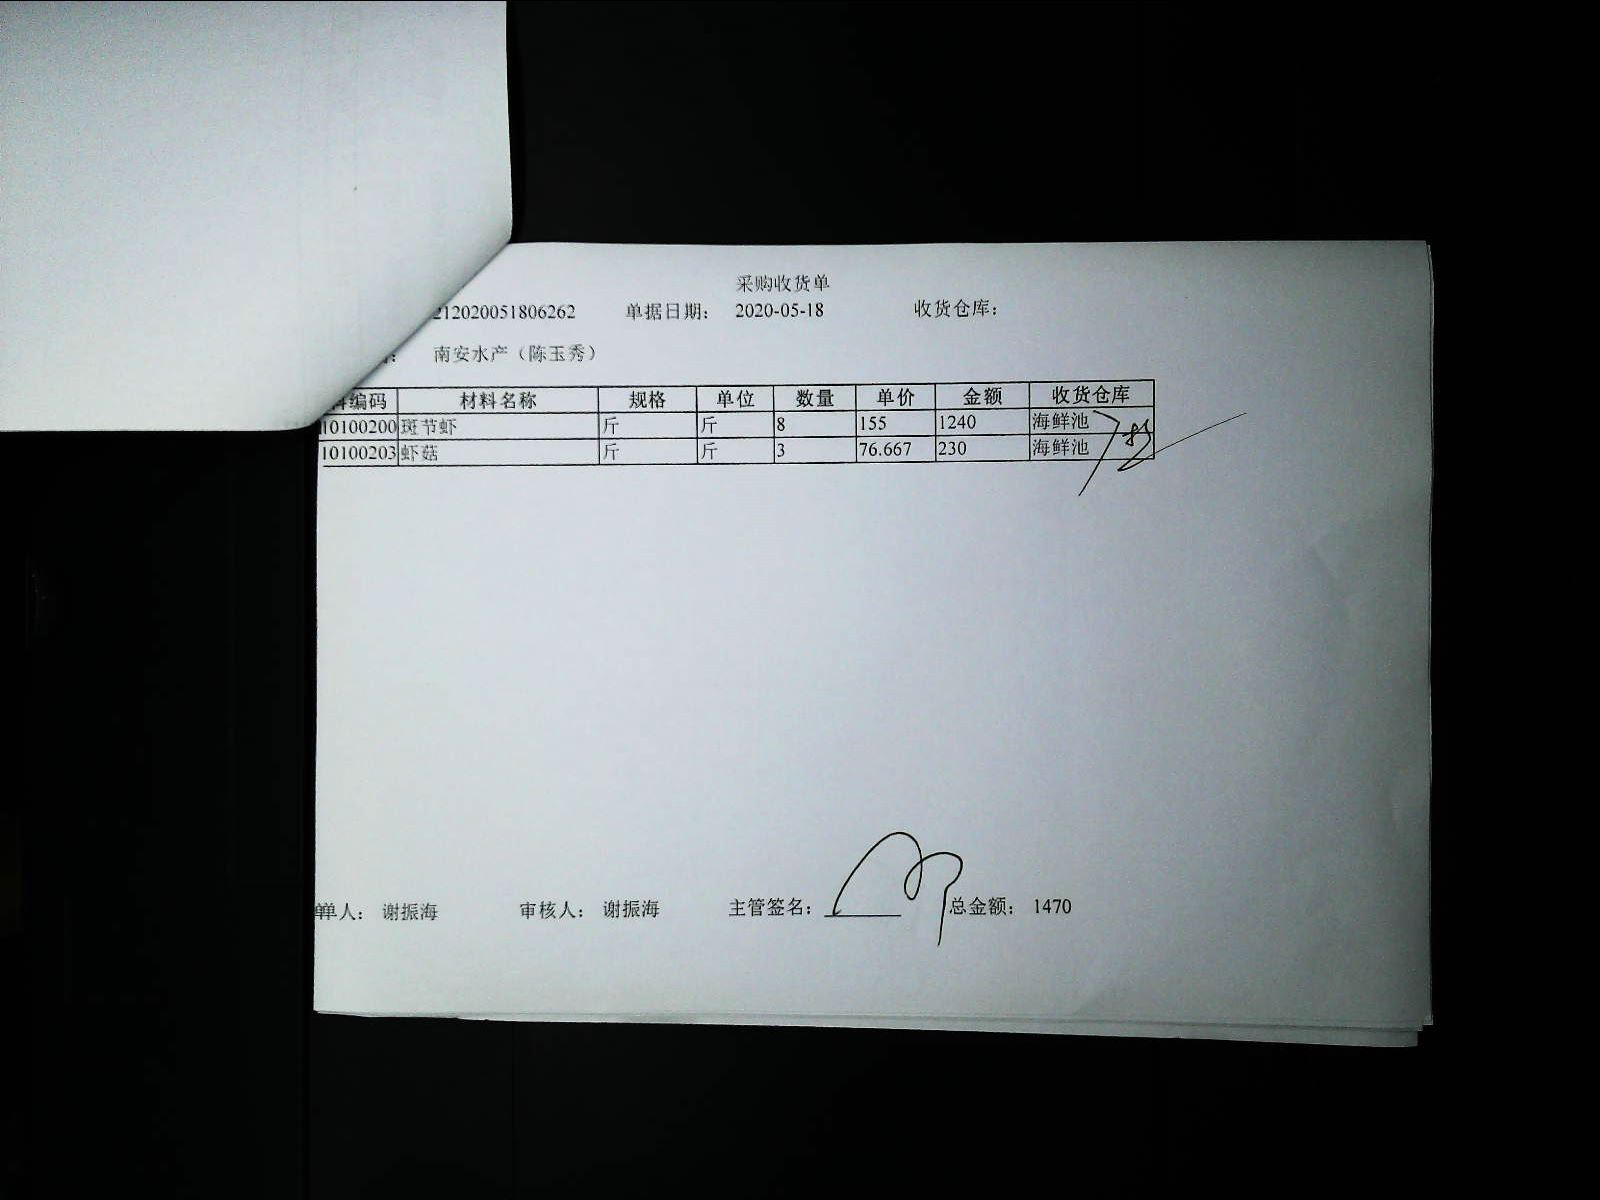 采购收货单
212020051806262 单据日期： 2020-05-18 收货仓库：
南安水产（陈玉秀）
料编码 材料名称 规格 单位 数量 单价 金额 收货仓库
10100200 斑节虾 斤 斤 8 155 1240 海鲜池
10100203 虾菇 斤 斤 3 76.667 230 海鲜池
单人： 谢振海 审核人： 谢振海 主管签名： 总金额： 1470